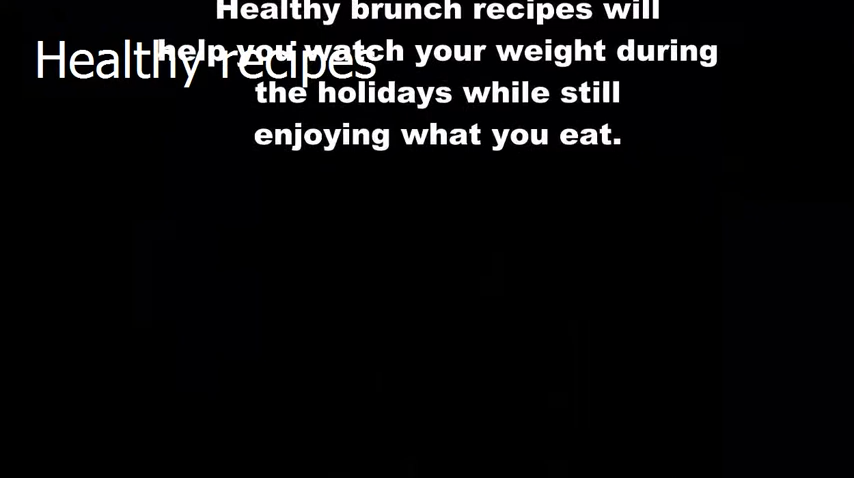 Healthy brunch recipes will
help you watch your weight during
the holidays while still
enjoying what you eat.
Healthy recipes